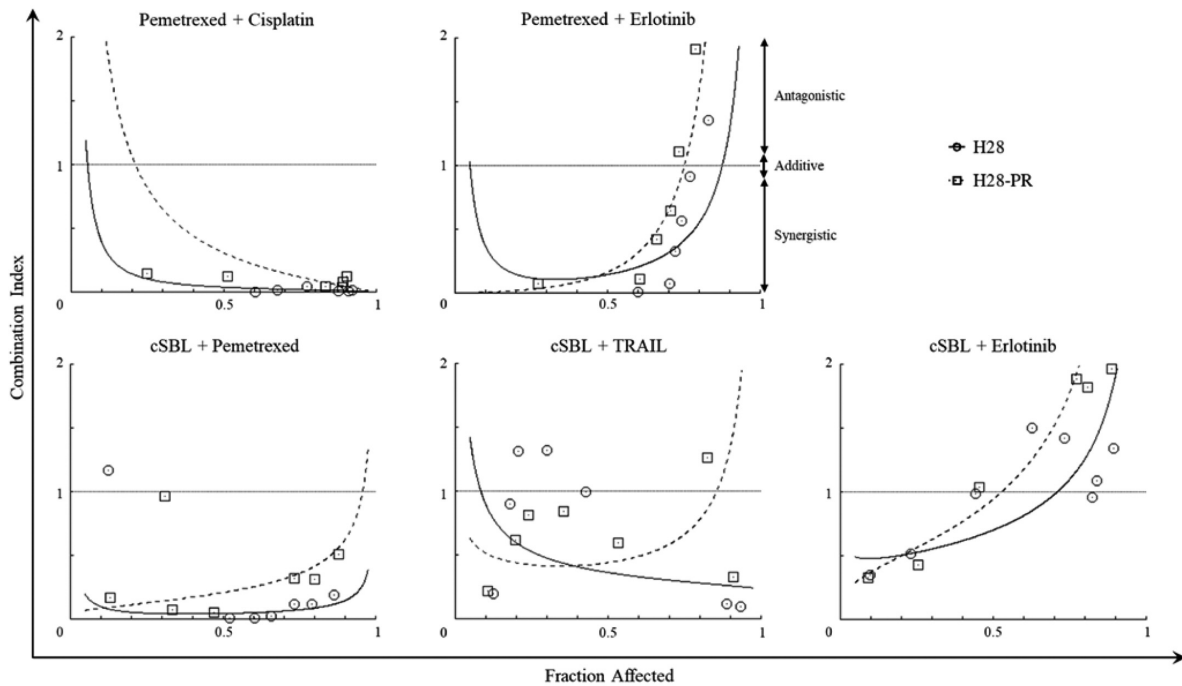 Pemetrexed + Cisplatin
2
1
0
0.5
1
Pemetrexed + Erlotinib
2
1
0
0.5
1
Antagonistic
Additive
Synergistic
H28
H28-PR
Combination Index
cSBL + Pemetrexed
2
1
0
0.5
1
cSBL + TRAIL
2
1
0
0.5
1
cSBL + Erlotinib
2
1
0
0.5
1
Fraction Affected